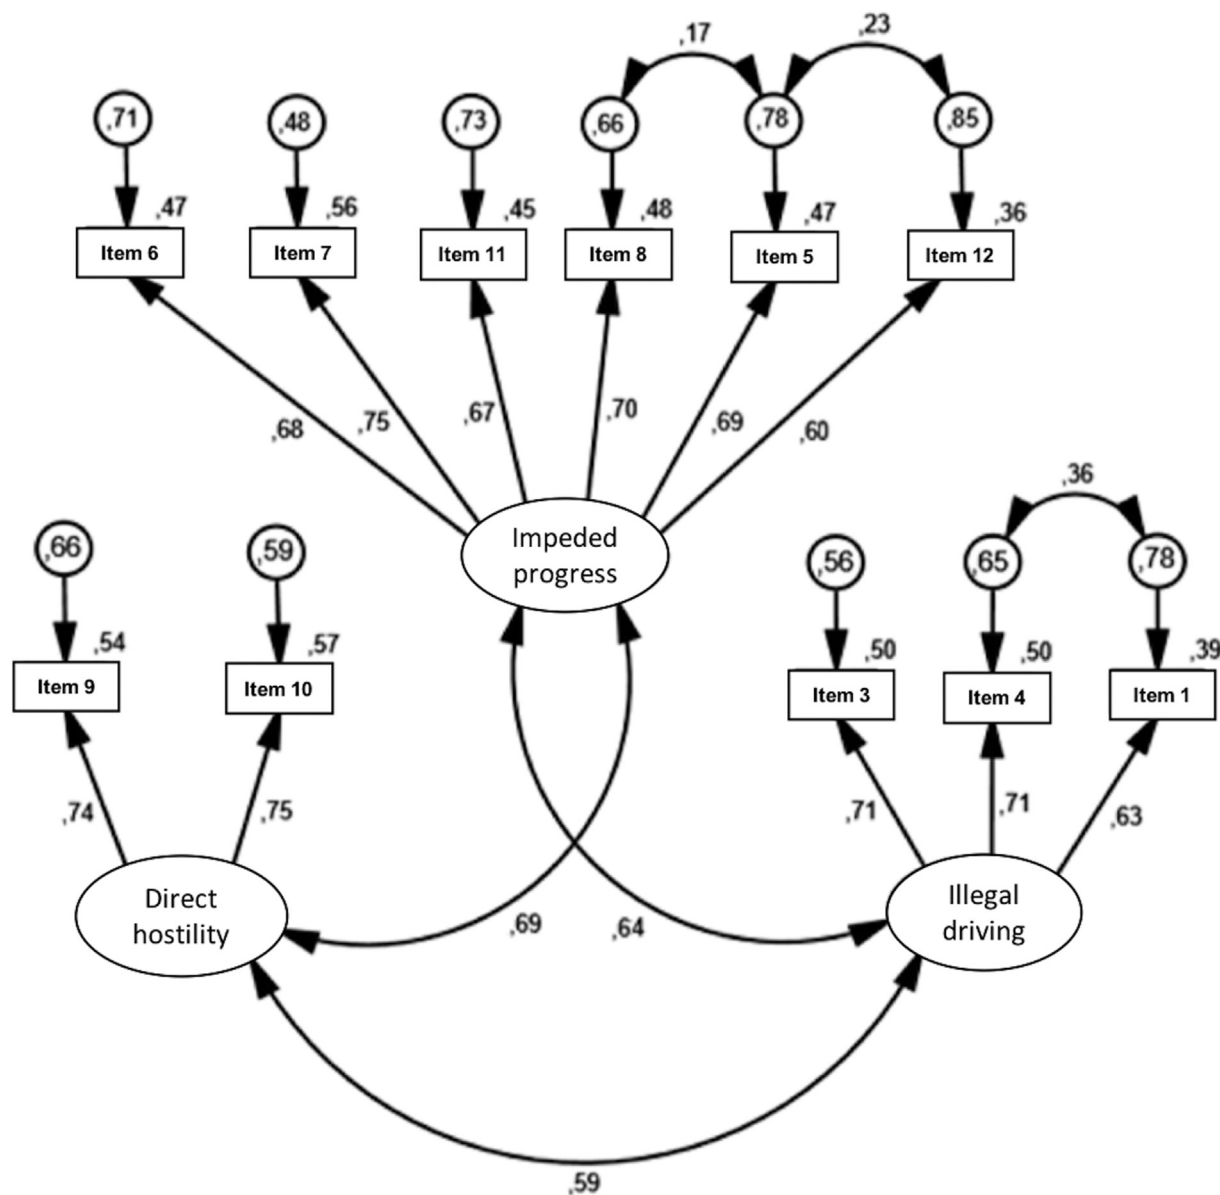 ,17
,23
,71
,48
,73
,66
,78
,85
,47
,56
,45
,48
,47
,36
Item 6
Item 7
Item 11
Item 8
Item 5
Item 12
,68
,75
,67
,70
,69
,60
Impeded
progress
,36
,66
,59
,56
,65
,78
,54
,57
,50
,50
,39
Item 9
Item 10
Item 3
Item 4
Item 1
,74
,75
,71
,71
,63
Direct
hostility
Illegal
driving
,69
,64
,59